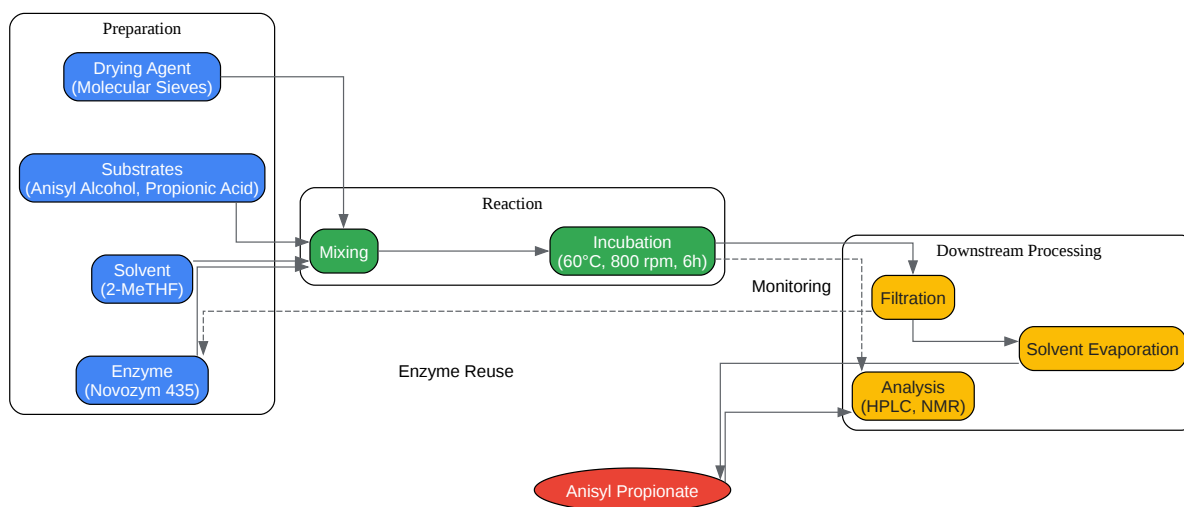 Preparation
Drying Agent
(Molecular Sieves)
Substrates
(Anisyl Alcohol, Propionic Acid)
Solvent
(2-MeTHF)
Enzyme
(Novozym 435)
Reaction
Mixing
Incubation
(60°C, 800 rpm, 6h)
Downstream Processing
Monitoring
Filtration
Solvent Evaporation
Enzyme Reuse
Analysis
(HPLC, NMR)
Anisyl Propionate